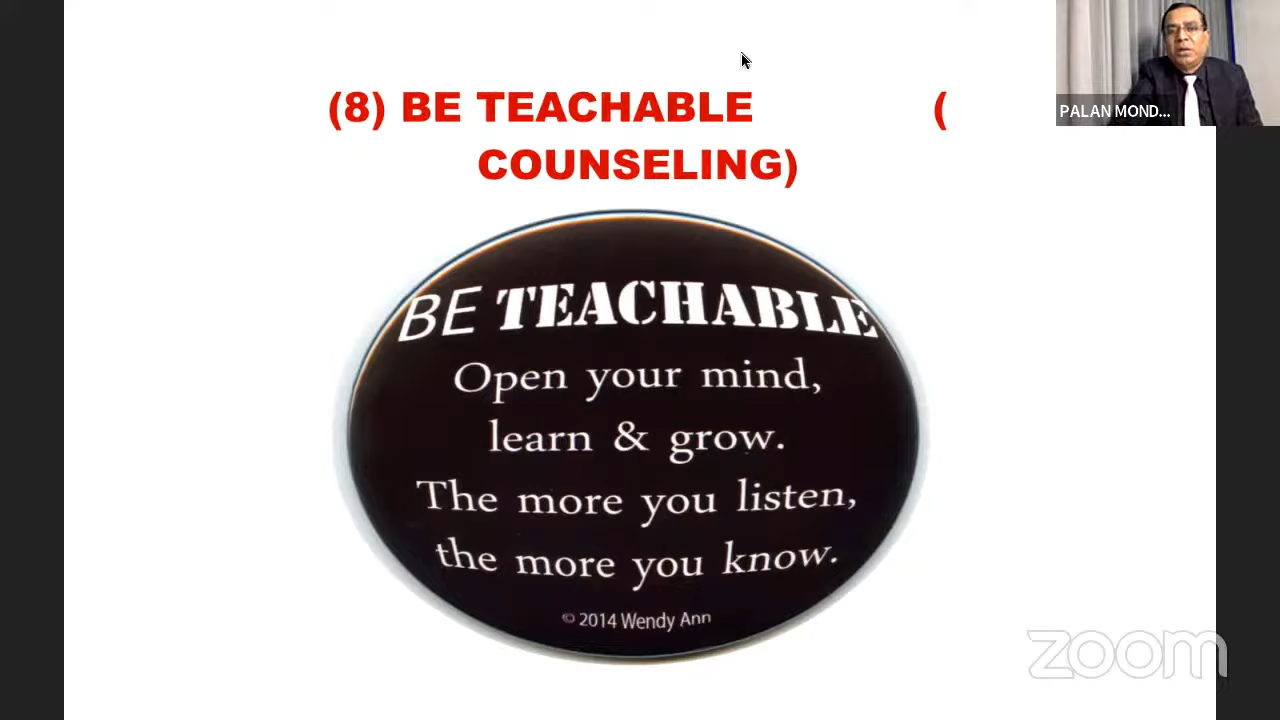 (8) BE TEACHABLE (
COUNSELING)
PALAN MOND...
BE TEACHABLE
Open your mind,
learn & grow.
The more you listen,
the more you know.
© 2014 Wendy Ann
zoom